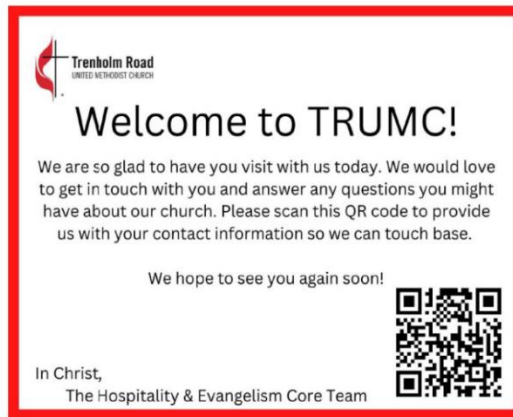 Trenholm Road
UNITED METHODIST CHURCH
Welcome to TRUMC!
We are so glad to have you visit with us today. We would love
to get in touch with you and answer any questions you might
have about our church. Please scan this QR code to provide
us with your contact information so we can touch base.
We hope to see you again soon!
In Christ,
The Hospitality & Evangelism Core Team